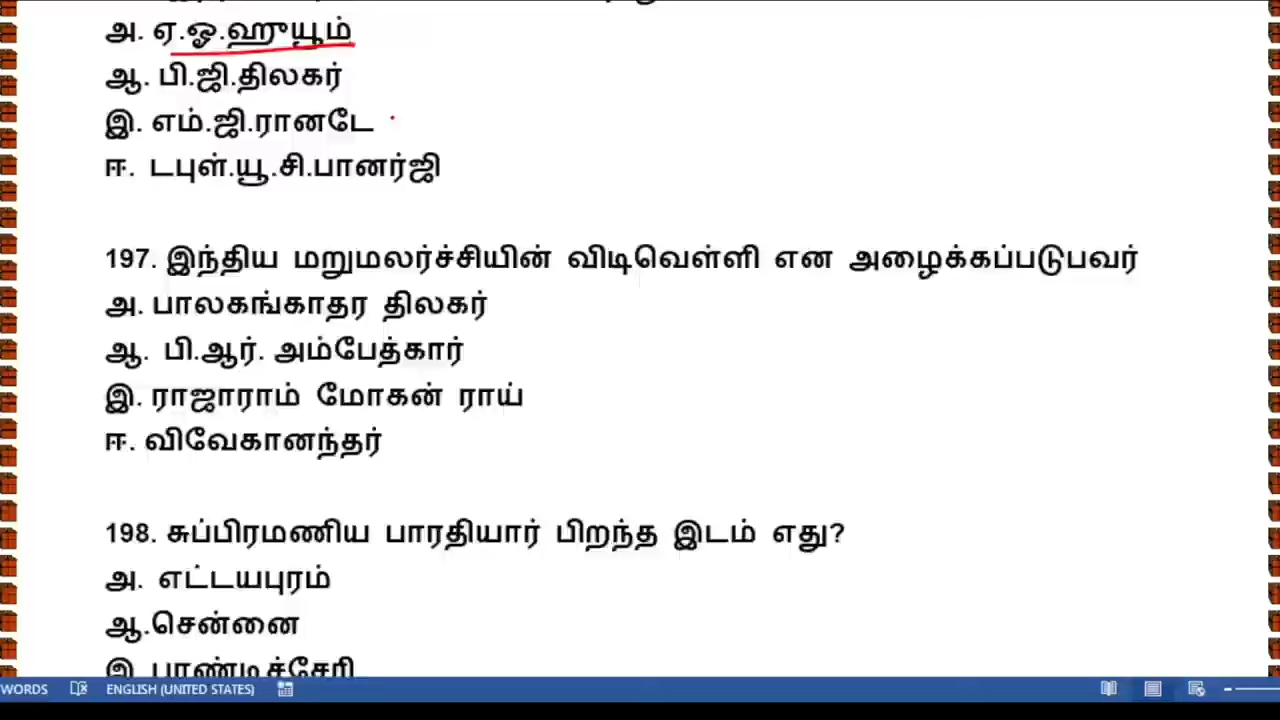 அ. ஏ.ஓ.ஹுயூம்
ஆ. பி.ஜி.திலகர்
இ. எம்.ஜி.ரானடே
ஈ. டபுள்.யூ.சி.பானர்ஜி
197. இந்திய மறுமலர்ச்சியின் விடிவெள்ளி என அழைக்கப்படுபவர்
அ. பாலகங்காதர திலகர்
ஆ. பி.ஆர். அம்பேத்கார்
இ. ராஜாராம் மோகன் ராய்
ஈ. விவேகானந்தர்
198. சுப்பிரமணிய பாரதியார் பிறந்த இடம் எது?
அ. எட்டயபுரம்
ஆ.சென்னை
இ. பாண்டிச்சேரி
WORDS ENGLISH (UNITED STATES)